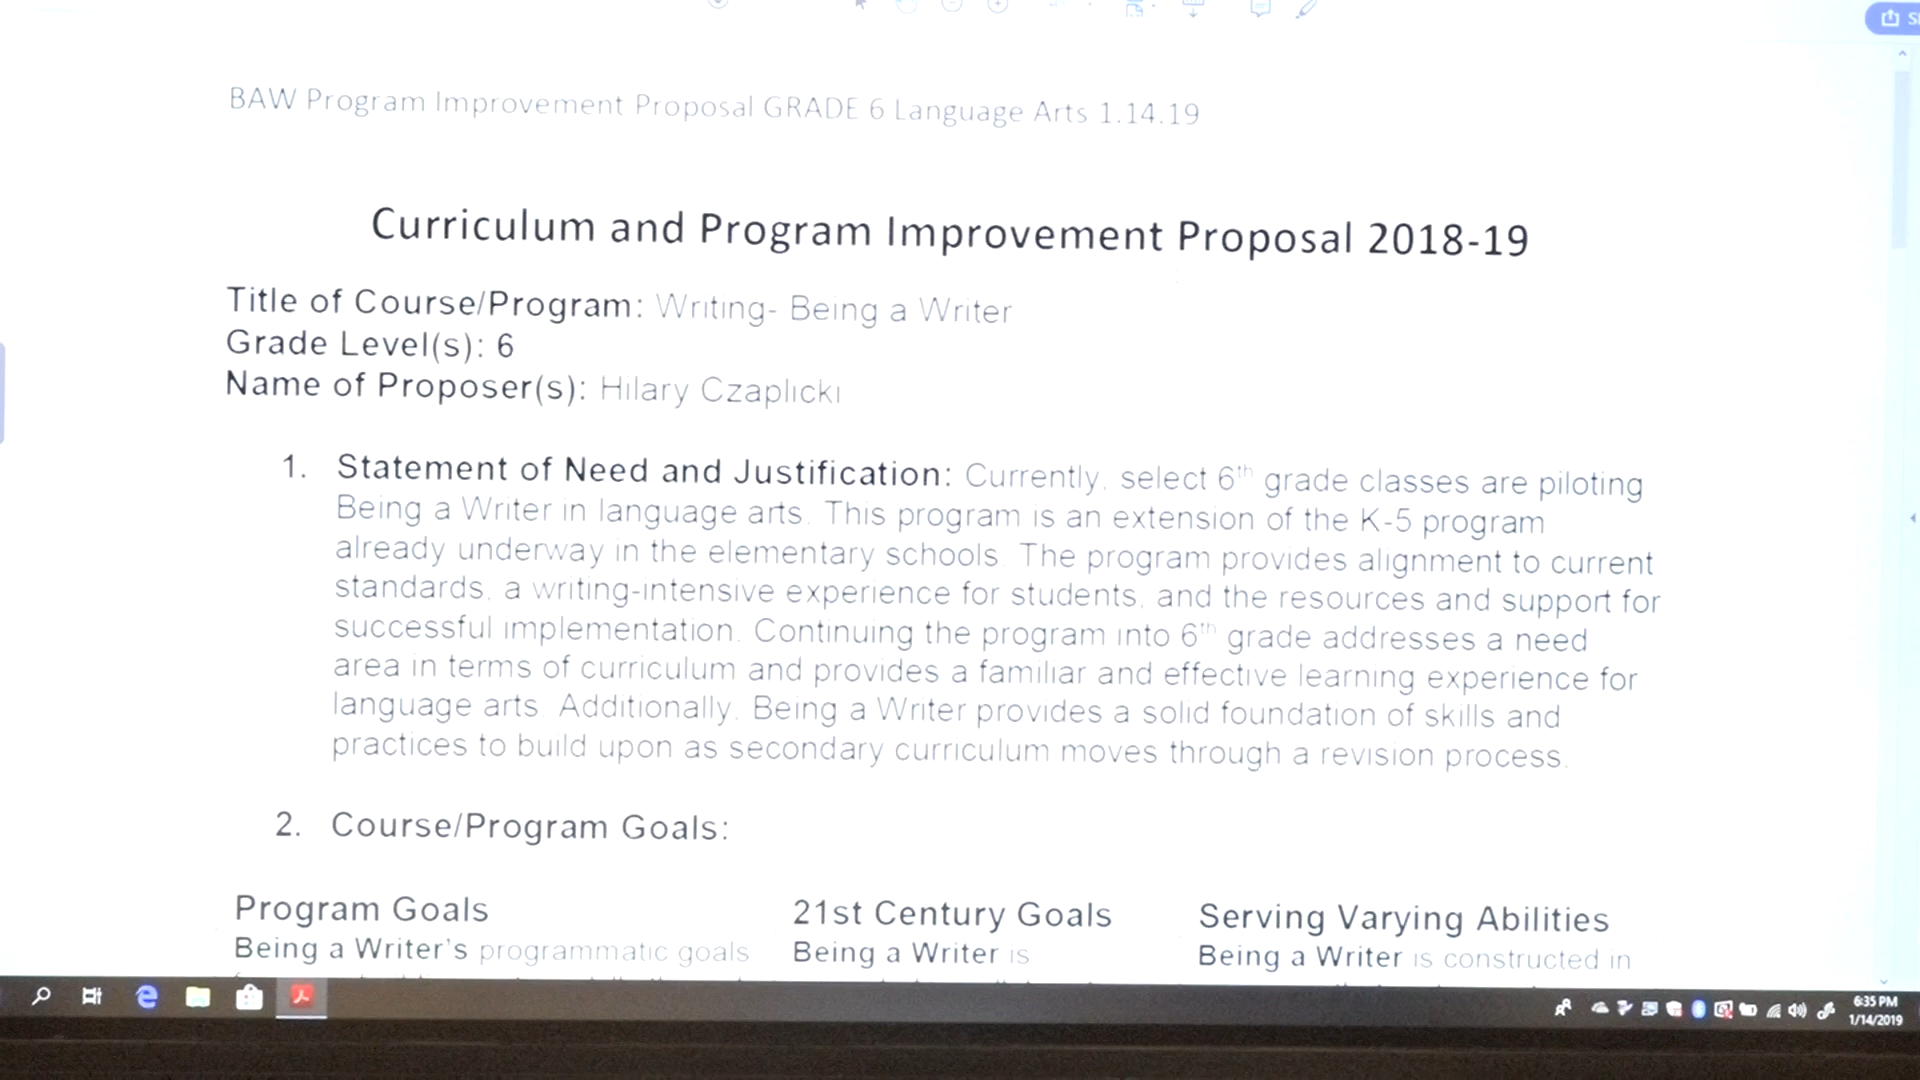 BAW Program Improvement Proposal GRADE 6 Language Arts 1.14.19
Curriculum and Program Improvement Proposal 2018-19
Title of Course/Program: Writing- Being a Writer
Grade Level(s): 6
Name of Proposer(s): Hilary Czaplicki
1. Statement of Need and Justification: Currently, select 6th grade classes are piloting
Being a Writer in language arts. This program is an extension of the K-5 program
already underway in the elementary schools. The program provides alignment to current
standards, a writing-intensive experience for students, and the resources and support for
successful implementation. Continuing the program into 6th grade addresses a need
area in terms of curriculum and provides a familiar and effective learning experience for
language arts. Additionally, Being a Writer provides a solid foundation of skills and
practices to build upon as secondary curriculum moves through a revision process.
2. Course/Program Goals:
Program Goals 21st Century Goals Serving Varying Abilities
Being a Writer's programmatic goals Being a Writer is Being a Writer is constructed in
6:35 PM
1/14/2019